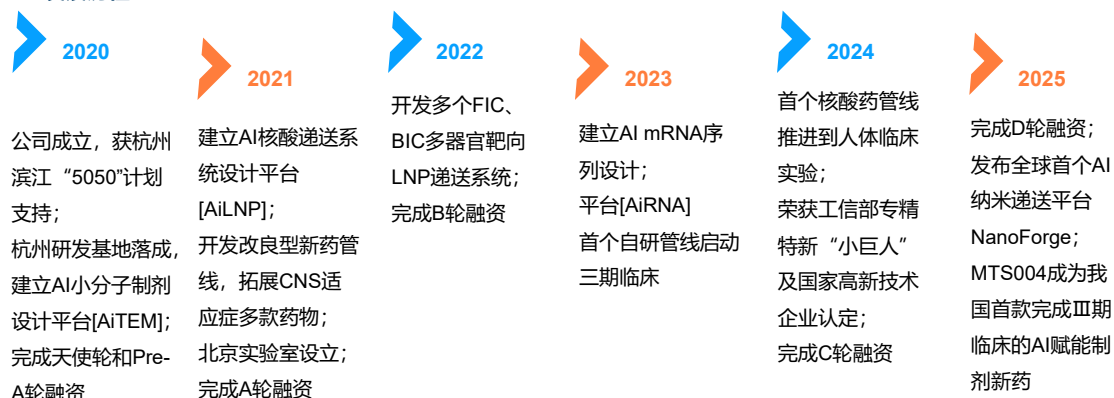 2020
公司成立，获杭州
滨江“5050”计划
支持；
杭州研发基地落成，
建立AI小分子制剂
设计平台[AiTEM]；
完成天使轮和Pre-
A轮融资
2021
建立AI核酸递送系
统设计平台
[AiLNP]；
开发改良型新药管
线，拓展CNS适
应症多款药物；
北京实验室设立；
完成A轮融资
2022
开发多个FIC、
BIC多器官靶向
LNP递送系统；
完成B轮融资
2023
建立AI mRNA序
列设计；
平台[AiRNA]
首个自研管线启动
三期临床
2024
首个核酸药管线
推进到人体临床
实验；
荣获工信部专精
特新“小巨人”
及国家高新技术
企业认定；
完成C轮融资
2025
完成D轮融资；
发布全球首个AI
纳米递送平台
NanoForge；
MTS004成为我
国首款完成Ⅲ期
临床的AI赋能制
剂新药